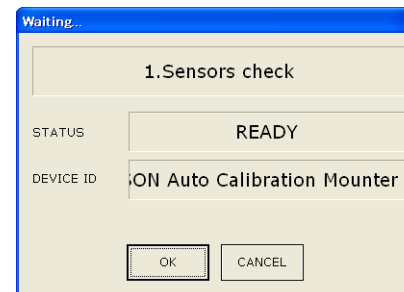 Waiting...
1.Sensors check
STATUS READY
DEVICE ID SON Auto Calibration Mounter
OK CANCEL